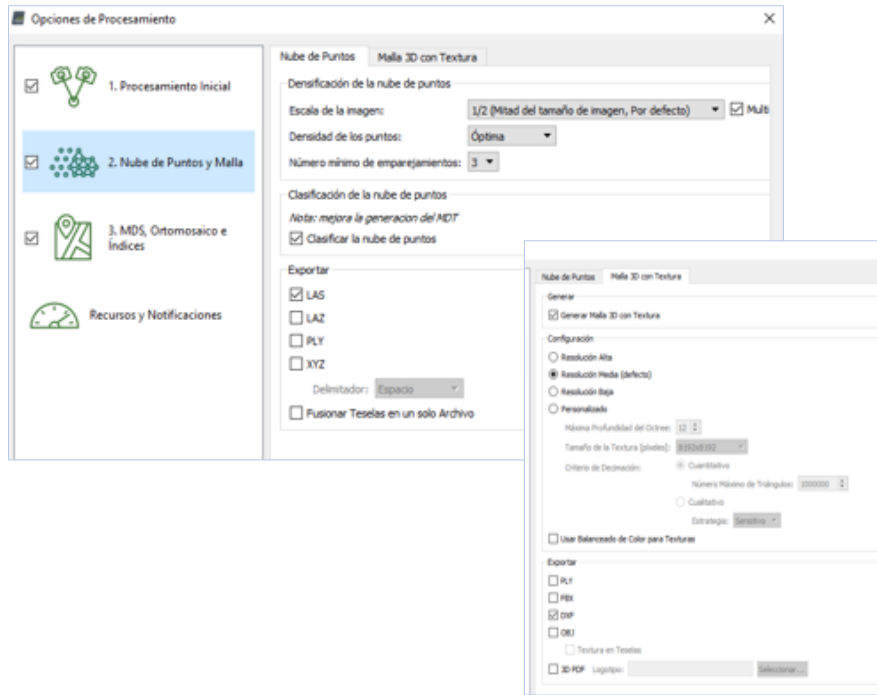 Opciones de Procesamiento
1. Procesamiento Inicial
2. Nube de Puntos y Malla
3. MDS, Ortomosaico e
Índices
Recursos y Notificaciones
Nube de Puntos Malla 3D con Textura
Densificación de la nube de puntos
Escala de la imagen: 1/2 (Mitad del tamaño de imagen, Por defecto) Multi
Densidad de los puntos: Óptima
Número mínimo de emparejamientos: 3
Clasificación de la nube de puntos
Nota: mejora la generacion del MDT
Clasificar la nube de puntos
Exportar
LAS
LAZ
PLY
XYZ
Delimitador: Espacio
Fusionar Teselas en un solo Archivo
Nube de Puntos Malla 3D con Textura
Generar
Generar Malla 3D con Textura
Configuración
Resolución Alta
Resolución Media (defecto)
Resolución Baja
Personalizado
Máxima Profundidad del Octree: 12
Tamaño de la Textura [píxeles]: 8192x8192
Criterio de Decimación: Cuantitativo
Número Máximo de Triángulos: 1000000
Cualitativo
Estrategia: Sensitivo
Usar Balanceado de Color para Texturas
Exportar
PLY
FBX
DXF
OBJ
Textura en Teselas
3D PDF Logotipo: Seleccionar...